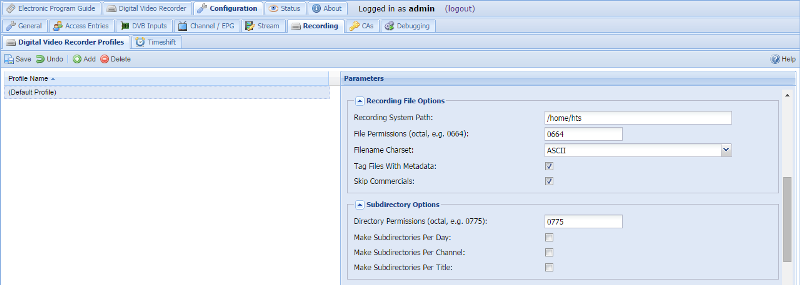 Electronic Program Guide Digital Video Recorder Configuration Status About Logged in as admin (logout)
General Access Entries DVB Inputs Channel / EPG Stream Recording CAs Debugging
Digital Video Recorder Profiles Timeshift
Save Undo Add Delete Help
Profile Name Parameters
(Default Profile)
Recording File Options
Recording System Path: /home/hts
File Permissions (octal, e.g. 0664): 0664
Filename Charset: ASCII
Tag Files With Metadata:
Skip Commercials:
Subdirectory Options
Directory Permissions (octal, e.g. 0775): 0775
Make Subdirectories Per Day:
Make Subdirectories Per Channel:
Make Subdirectories Per Title: